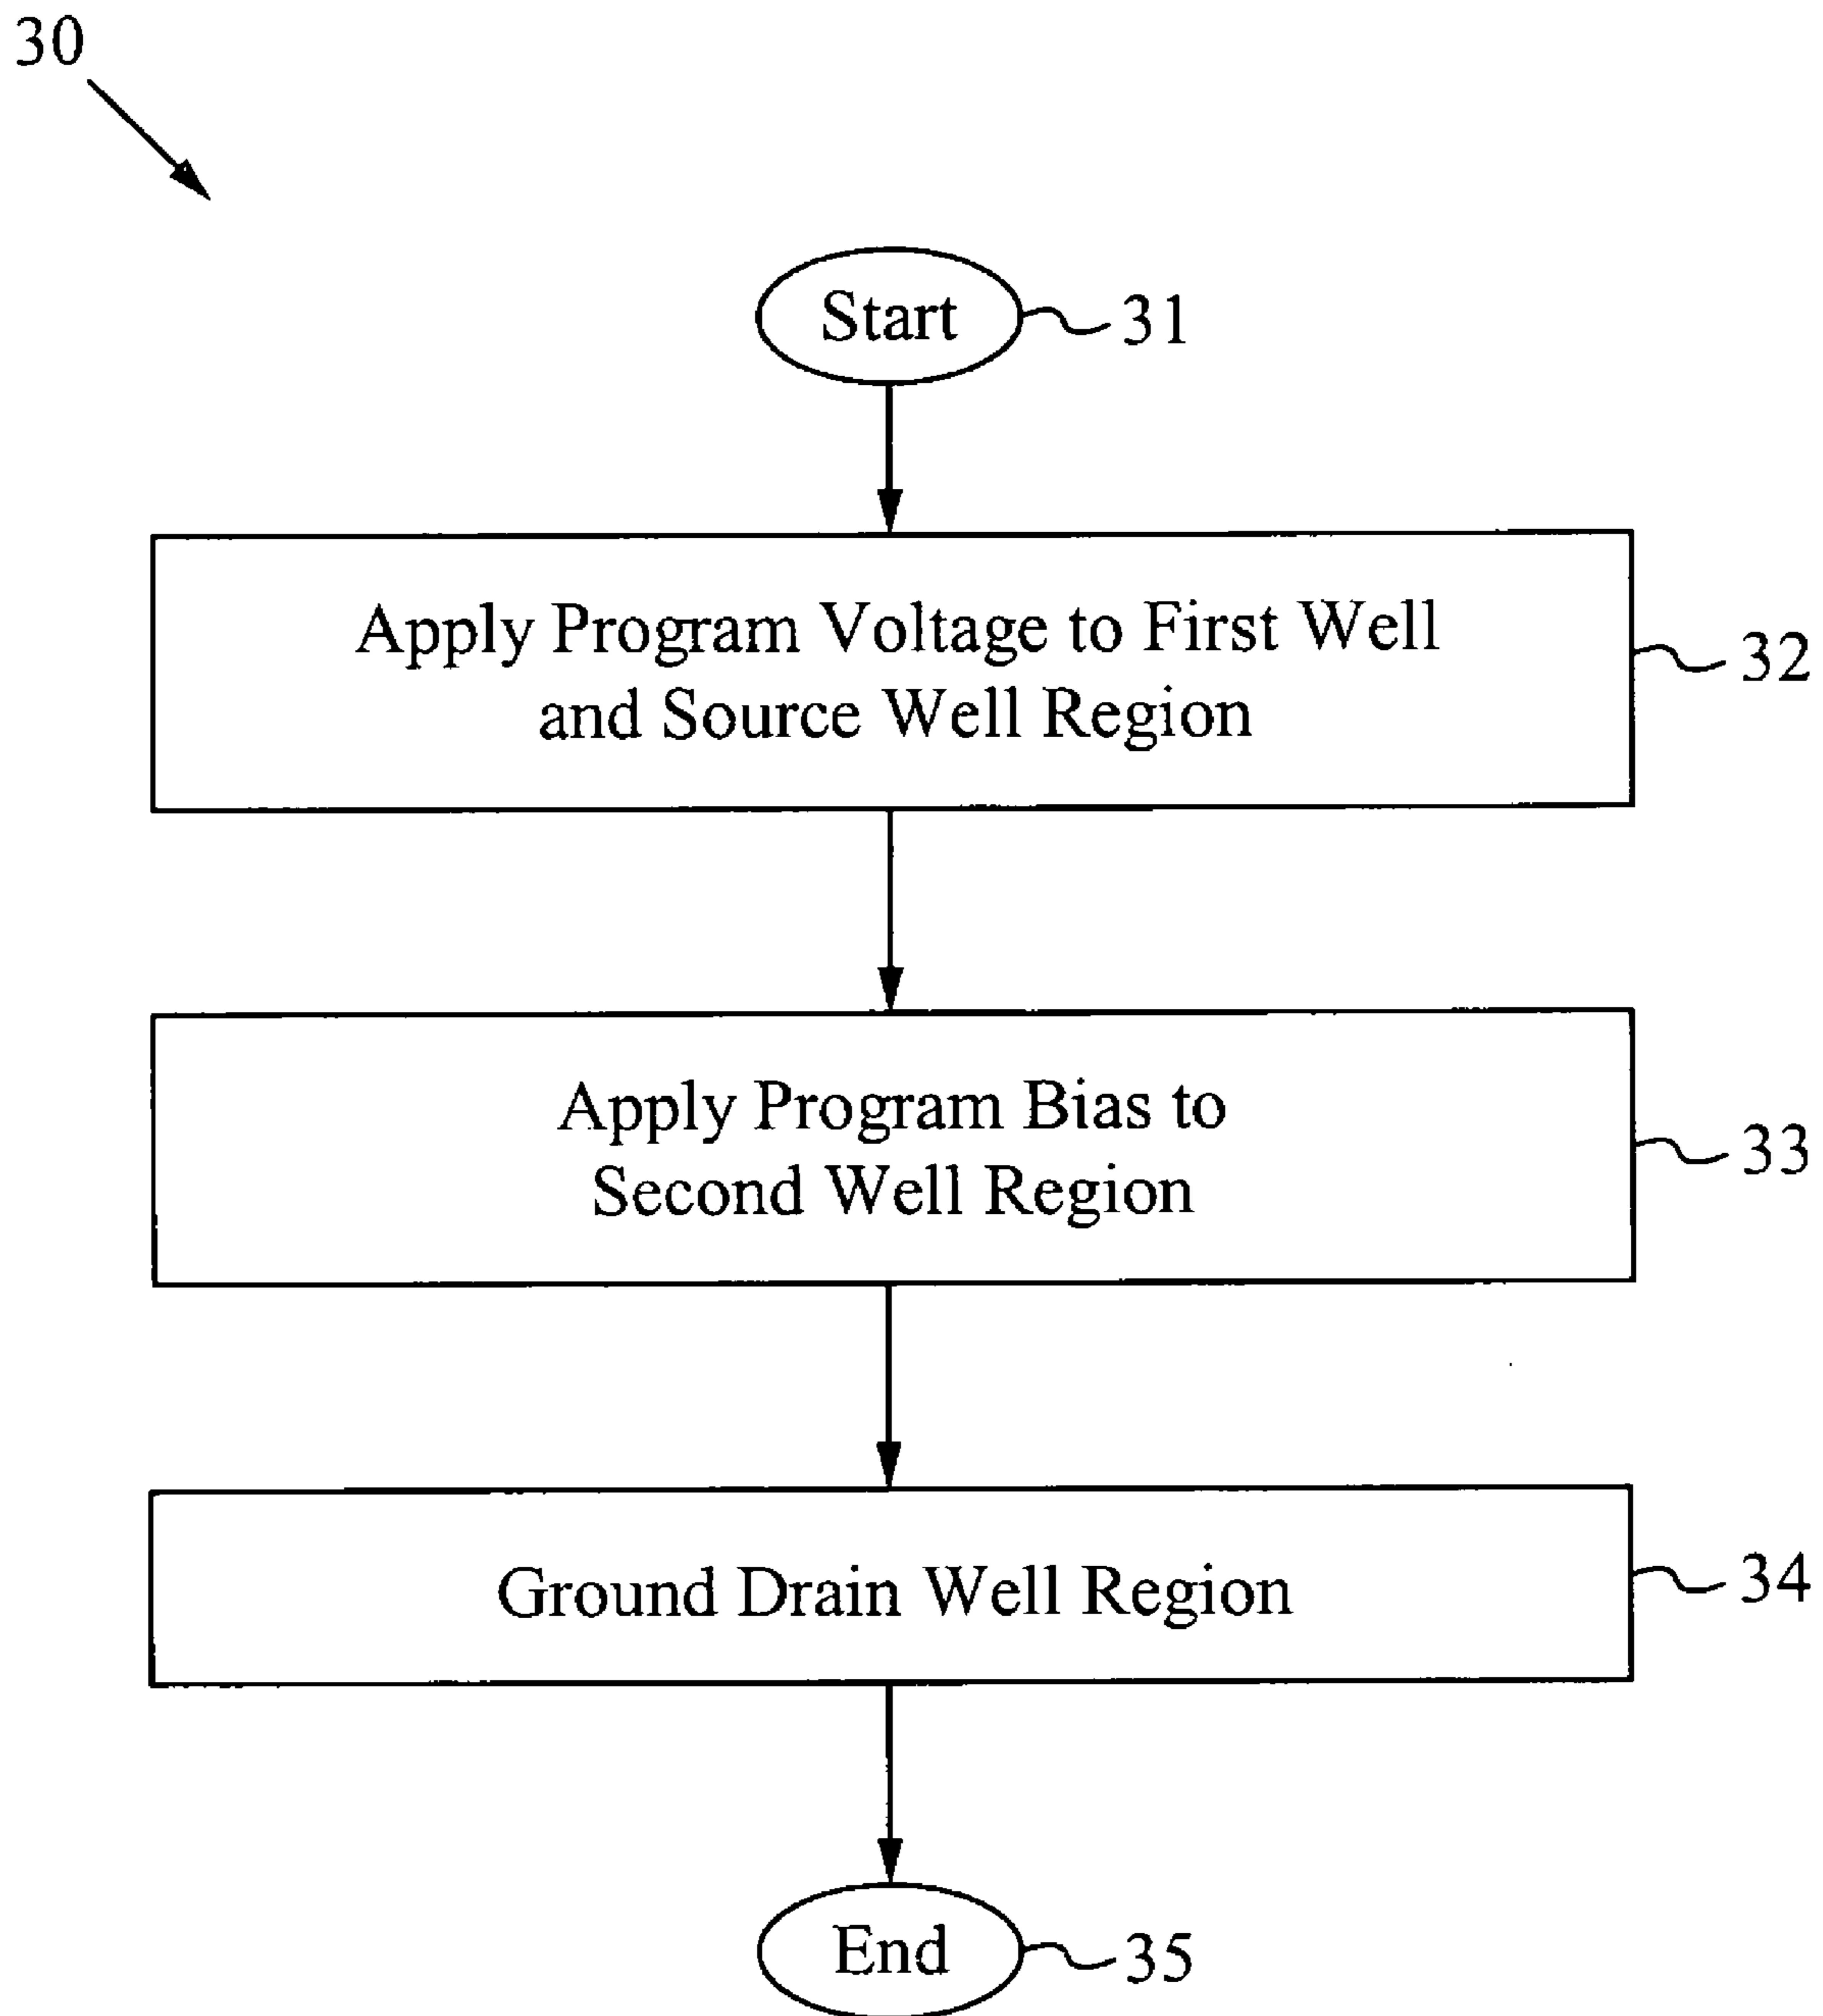 30
Start
31
Apply Program Voltage to First Well
and Source Well Region
32
Apply Program Bias to
Second Well Region
33
Ground Drain Well Region
34
End
35